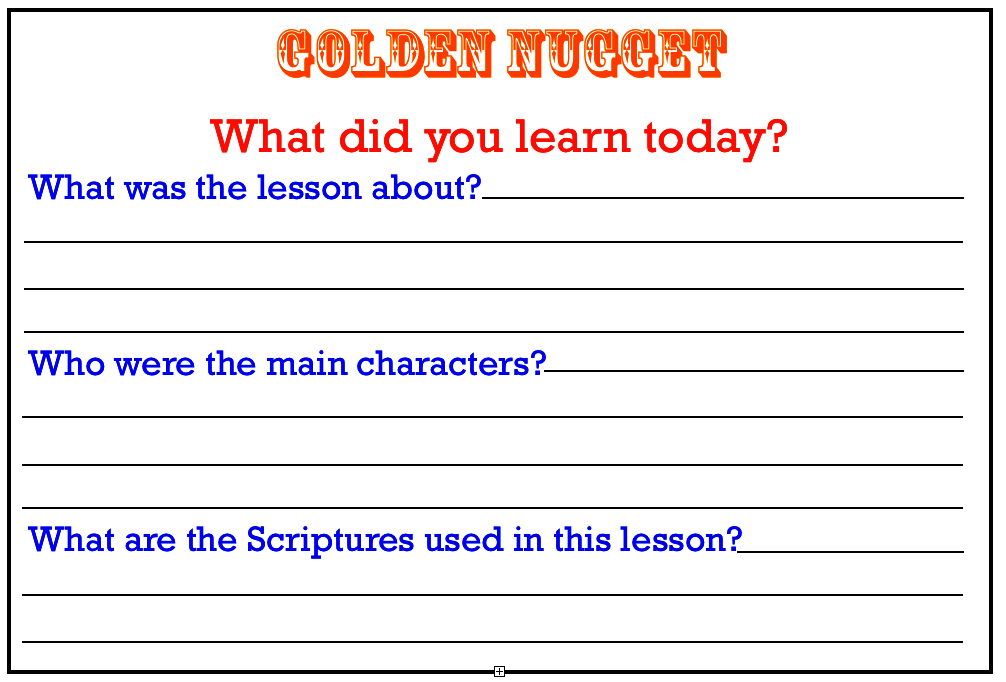 GOLDEN NUGGET
What did you learn today?
What was the lesson about?
Who were the main characters?
What are the Scriptures used in this lesson?